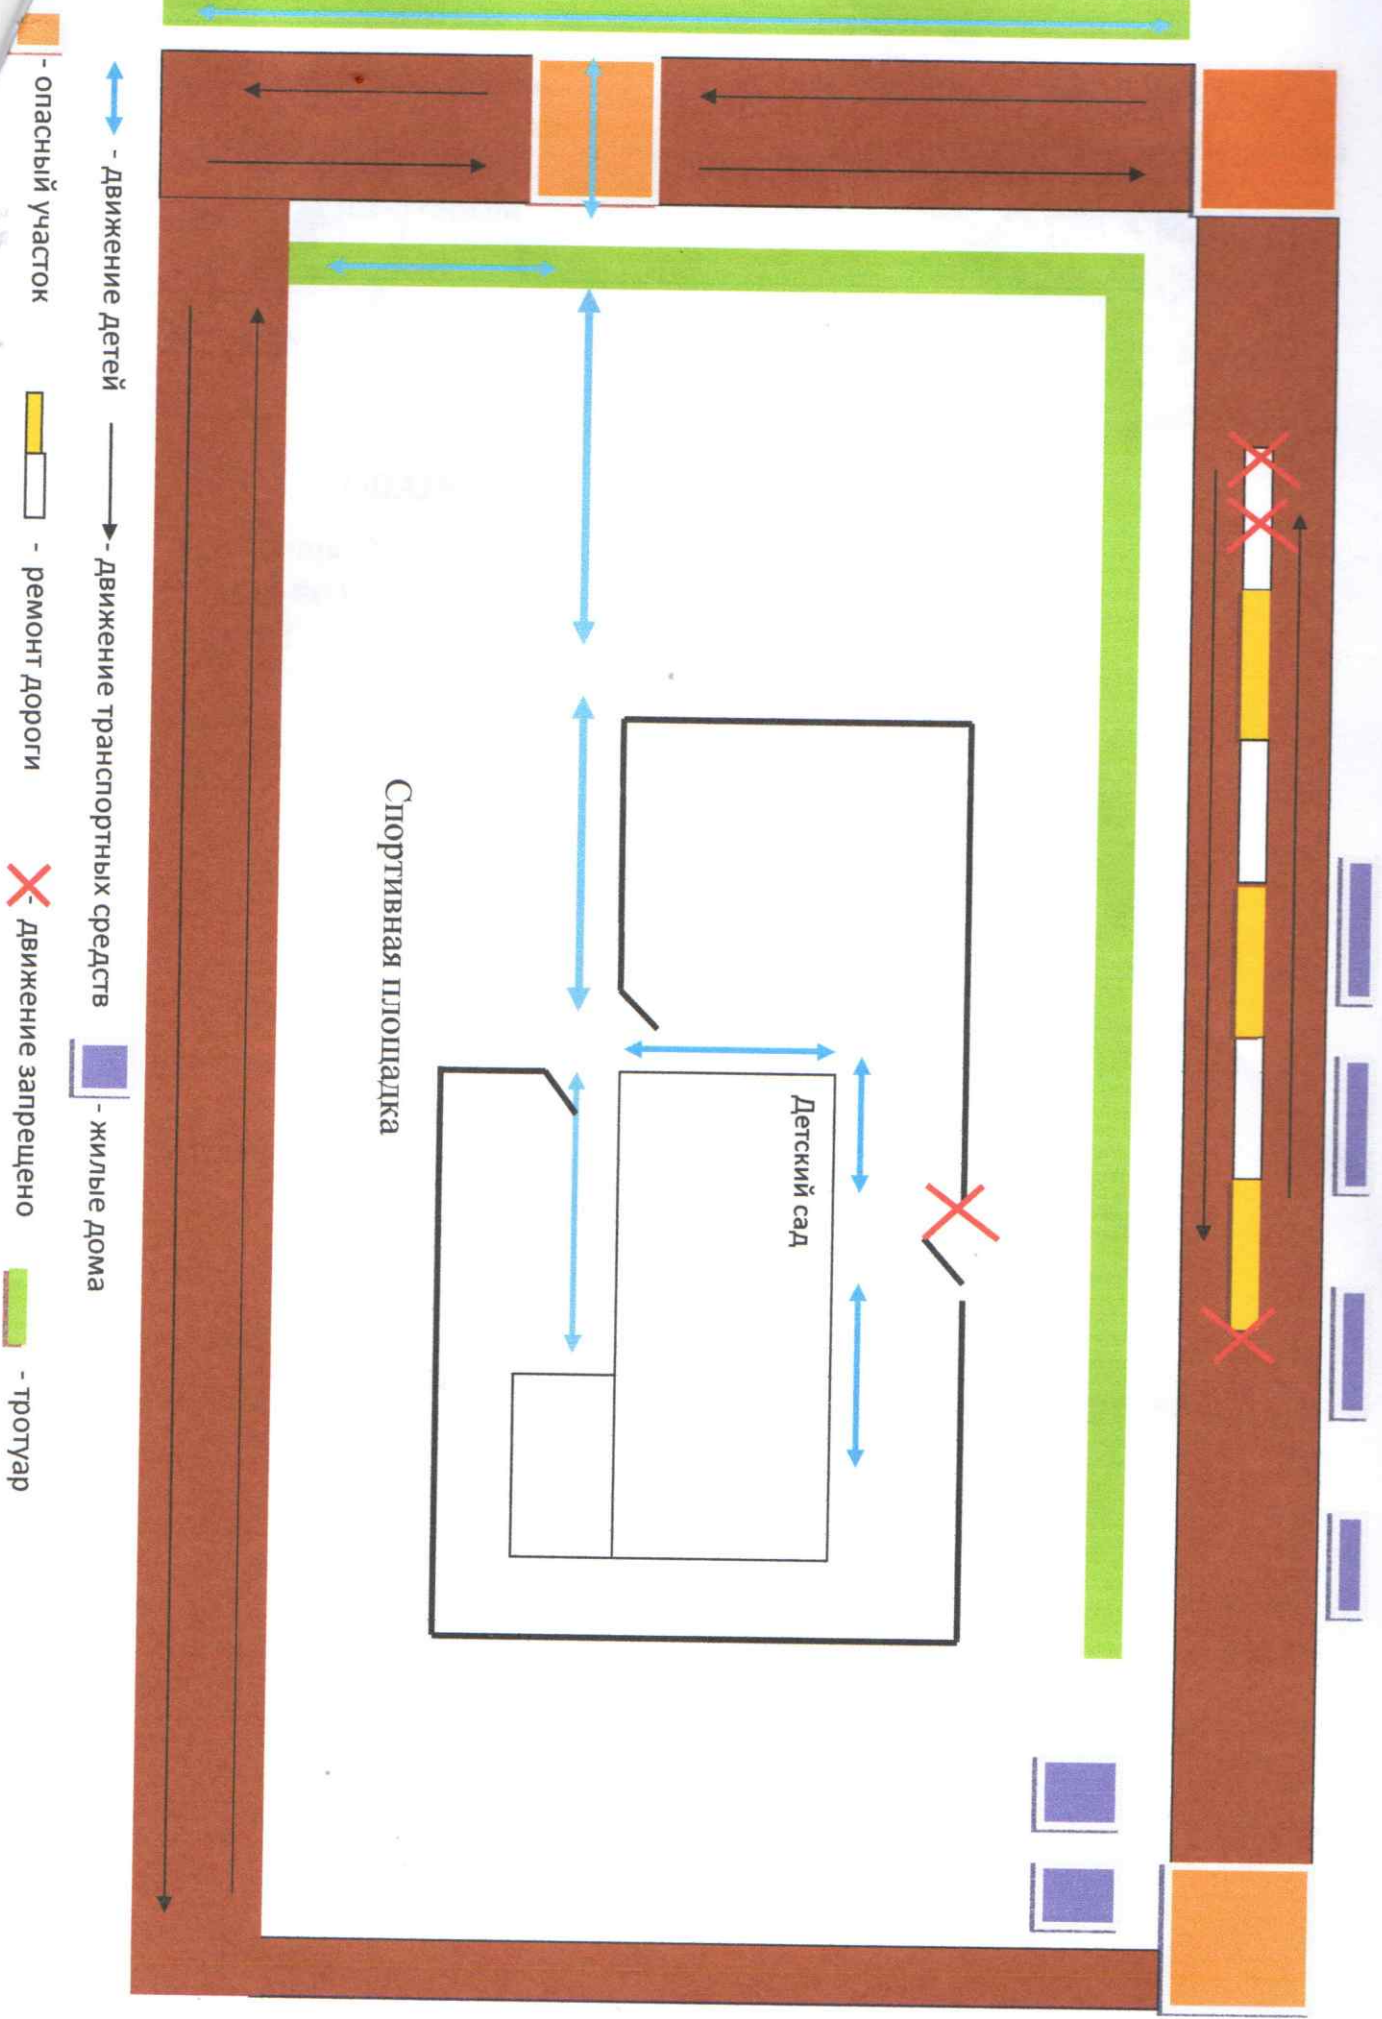 Детский сад
Спортивная площадка
- движение детей
- движение транспортных средств
- жилые дома
- опасный участок
- ремонт дороги
- движение запрещено
- тротуар